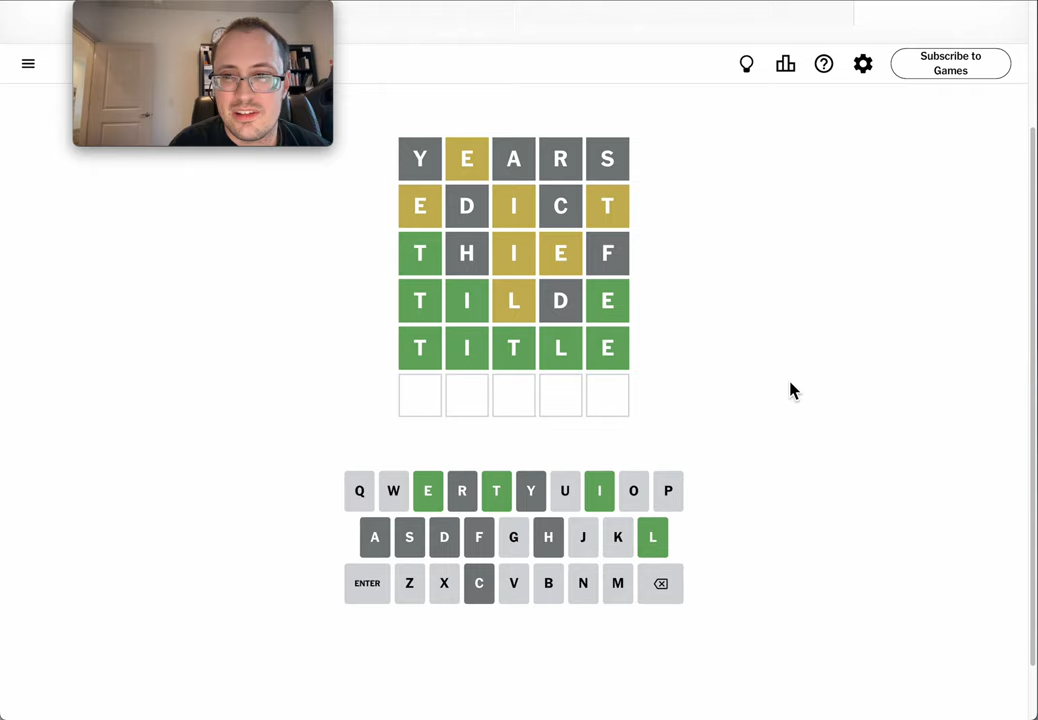 Subscribe to
Games
Y E A R S
E D I C T
T H I E F
T I L D E
T I T L E
Q W E R T Y U I O P
A S D F G H J K L
ENTER Z X C V B N M